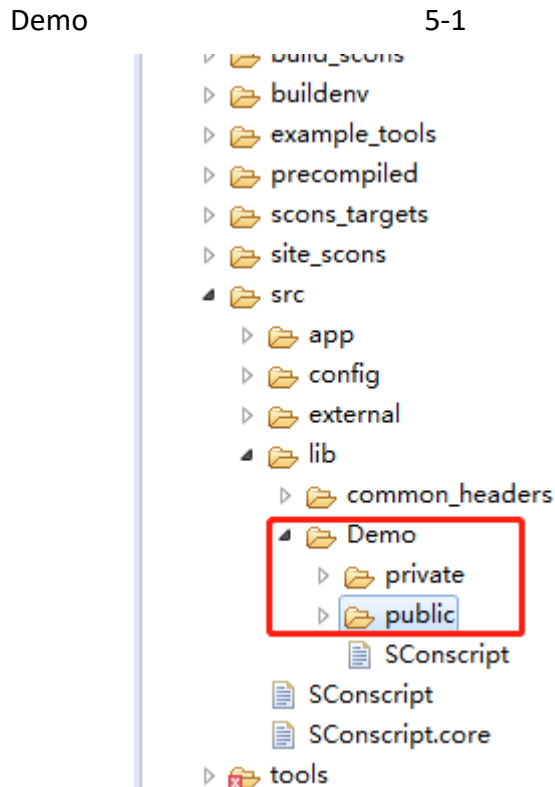 Demo 5-1
build_scons
buildenv
example_tools
precompiled
scons_targets
site_scons
src
app
config
external
lib
common_headers
Demo
private
public
SConscript
SConscript
SConscript.core
tools